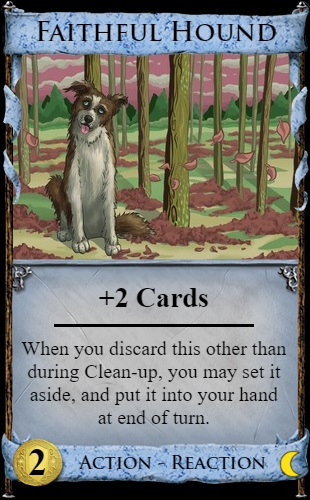 FAITHFUL HOUND
+2 Cards
When you discard this other than
during Clean-up, you may set it
aside, and put it into your hand
at end of turn.
2 ACTION – REACTION